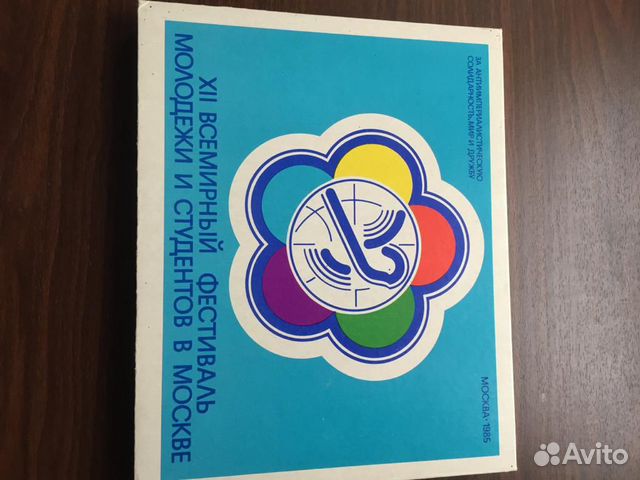 ЗА АНТИИМПЕРИАЛИСТИЧЕСКУЮ
СОЛИДАРНОСТЬ, МИР И ДРУЖБУ
МОСКВА · 1985
XII ВСЕМИРНЫЙ ФЕСТИВАЛЬ
МОЛОДЕЖИ И СТУДЕНТОВ В МОСКВЕ
Avito